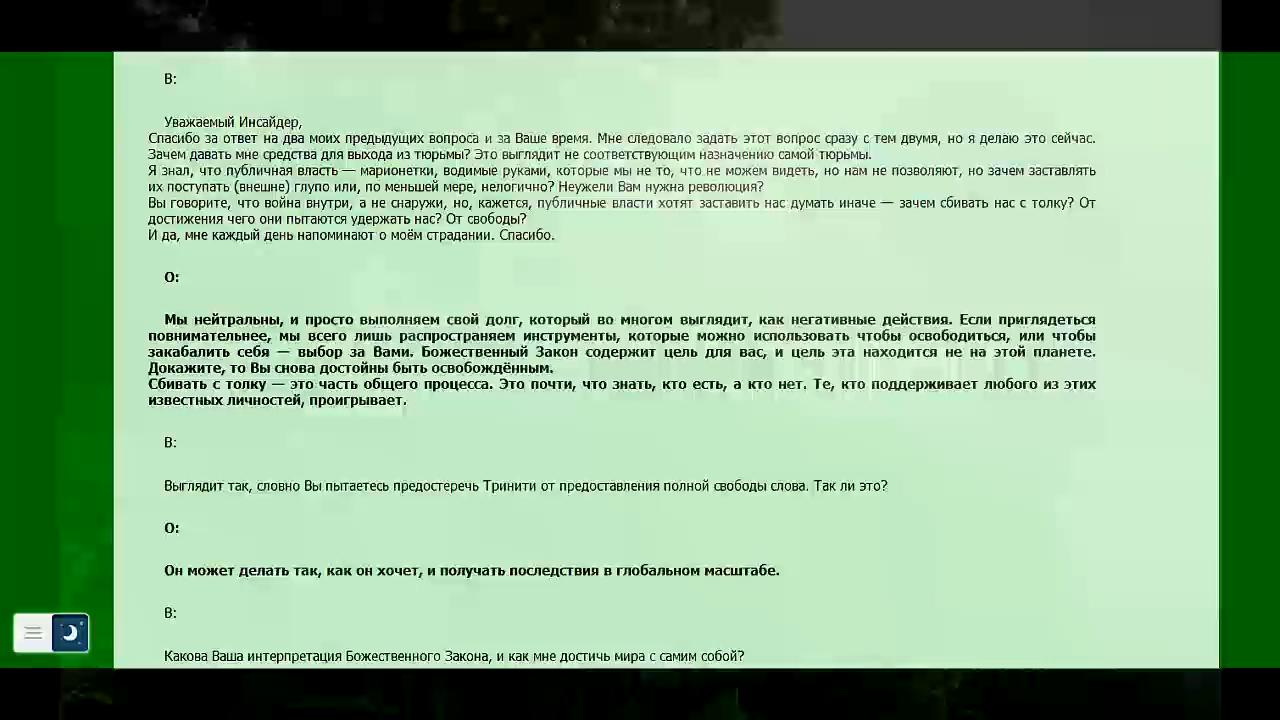 В:
Уважаемый Инсайдер,
Спасибо за ответ на два моих предыдущих вопроса и за Ваше время. Мне следовало задать этот вопрос сразу с тем двумя, но я делаю это сейчас.
Зачем давать мне средства для выхода из тюрьмы? Это выглядит не соответствующим назначению самой тюрьмы.
Я знал, что публичная власть — марионетки, водимые руками, которые мы не то, что не можем видеть, но нам не позволяют, но зачем заставлять
их поступать (внешне) глупо или, по меньшей мере, нелогично? Неужели Вам нужна революция?
Вы говорите, что война внутри, а не снаружи, но, кажется, публичные власти хотят заставить нас думать иначе — зачем сбивать нас с толку? От
достижения чего они пытаются удержать нас? От свободы?
И да, мне каждый день напоминают о моём страдании. Спасибо.
О:
Мы нейтральны, и просто выполняем свой долг, который во многом выглядит, как негативные действия. Если приглядеться
повнимательнее, мы всего лишь распространяем инструменты, которые можно использовать чтобы освободиться, или чтобы
закабалить себя — выбор за Вами. Божественный Закон содержит цель для вас, и цель эта находится не на этой планете.
Докажите, то Вы снова достойны быть освобождённым.
Сбивать с толку — это часть общего процесса. Это почти, что знать, кто есть, а кто нет. Те, кто поддерживает любого из этих
известных личностей, проигрывает.
В:
Выглядит так, словно Вы пытаетесь предостеречь Тринити от предоставления полной свободы слова. Так ли это?
О:
Он может делать так, как он хочет, и получать последствия в глобальном масштабе.
В:
Какова Ваша интерпретация Божественного Закона, и как мне достичь мира с самим собой?